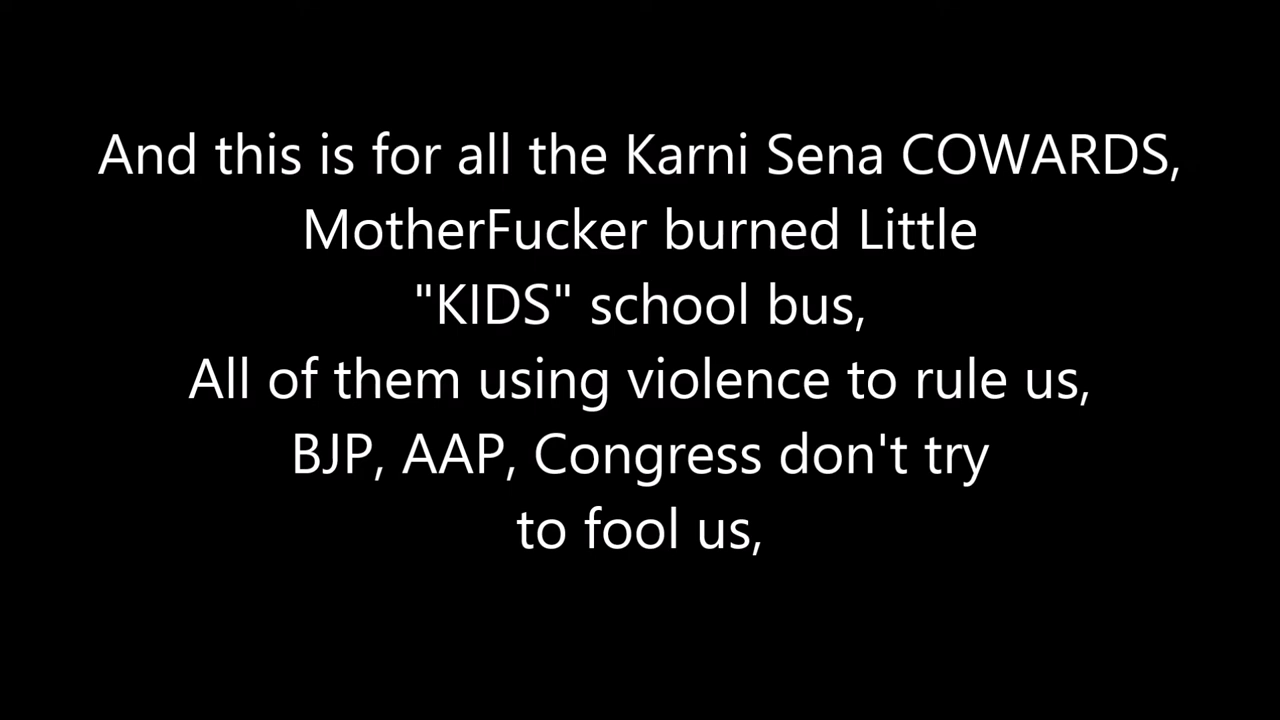 And this is for all the Karni Sena COWARDS,
MotherFucker burned Little
"KIDS" school bus,
All of them using violence to rule us,
BJP, AAP, Congress don't try
to fool us,